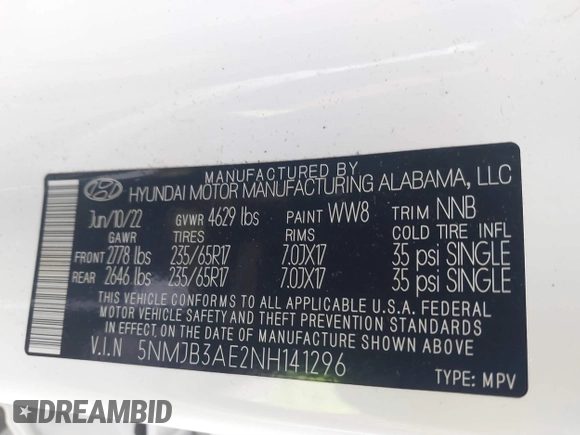 MANUFACTURED BY
HYUNDAI MOTOR MANUFACTURING ALABAMA, LLC
Jun/10/22 GVWR 4629 lbs PAINT WW8 TRIM NNB
GAWR TIRES RIMS COLD TIRE INFL
FRONT 2778 lbs 235/65R17 7.0JX17 35 psi SINGLE
REAR 2646 lbs 235/65R17 7.0JX17 35 psi SINGLE
THIS VEHICLE CONFORMS TO ALL APPLICABLE U.S.A. FEDERAL
MOTOR VEHICLE SAFETY AND THEFT PREVENTION STANDARDS IN
EFFECT ON THE DATE OF MANUFACTURE SHOWN ABOVE.
V.I.N 5NMJB3AE2NH141296
TYPE: MPV
DREAMBID